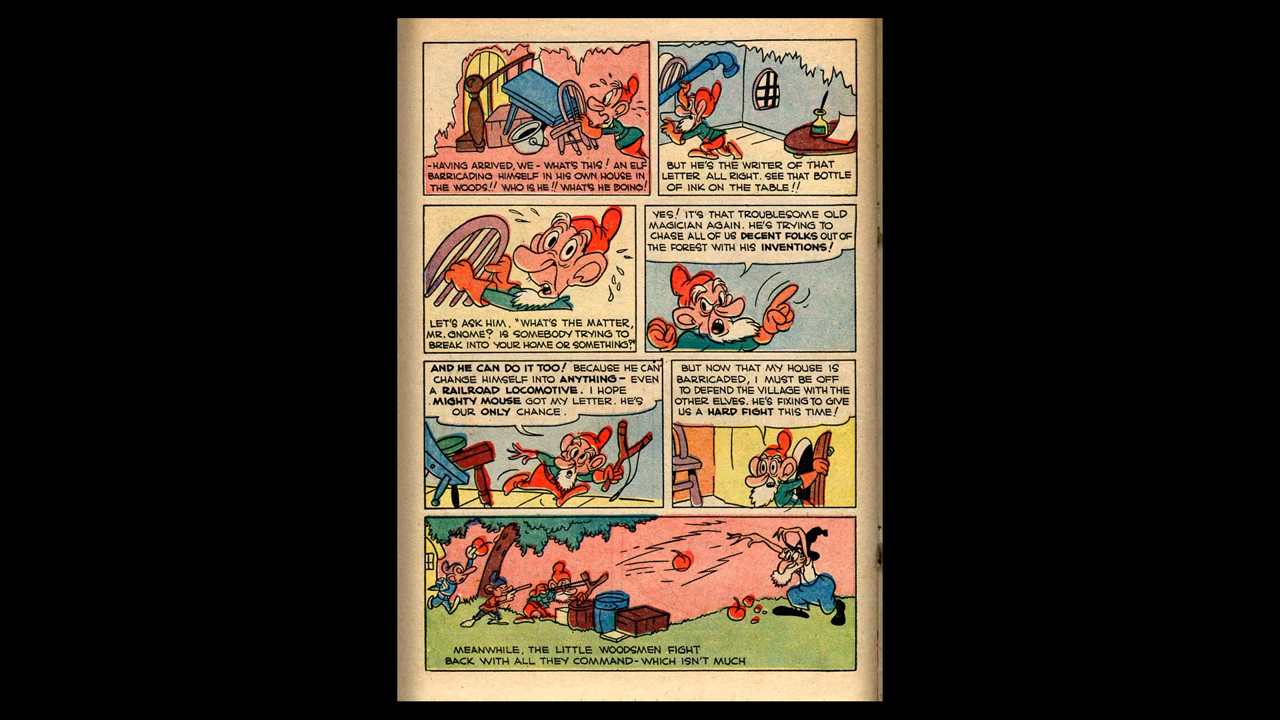 -HAVING ARRIVED, WE - WHAT'S THIS! AN ELF
BARRICADING HIMSELF IN HIS OWN HOUSE IN
THE WOODS!! WHO IS HE!! WHAT'S HE DOING!
BUT HE'S THE WRITER OF THAT
LETTER ALL RIGHT. SEE THAT BOTTLE
OF INK ON THE TABLE!!
LET'S ASK HIM. "WHAT'S THE MATTER,
MR. GNOME? IS SOMEBODY TRYING TO
BREAK INTO YOUR HOME OR SOMETHING?"
YES! IT'S THAT TROUBLESOME OLD
MAGICIAN AGAIN. HE'S TRYING TO
CHASE ALL OF US DECENT FOLKS OUT OF
THE FOREST WITH HIS INVENTIONS!
AND HE CAN DO IT TOO! BECAUSE HE CAN
CHANGE HIMSELF INTO ANYTHING- EVEN
A RAILROAD LOCOMOTIVE. I HOPE
MIGHTY MOUSE GOT MY LETTER. HE'S
OUR ONLY CHANCE.
BUT NOW THAT MY HOUSE IS
BARRICADED, I MUST BE OFF
TO DEFEND THE VILLAGE WITH THE
OTHER ELVES. HE'S FIXING TO GIVE
US A HARD FIGHT THIS TIME!
MEANWHILE, THE LITTLE WOODSMEN FIGHT
BACK WITH ALL THEY COMMAND-WHICH ISN'T MUCH